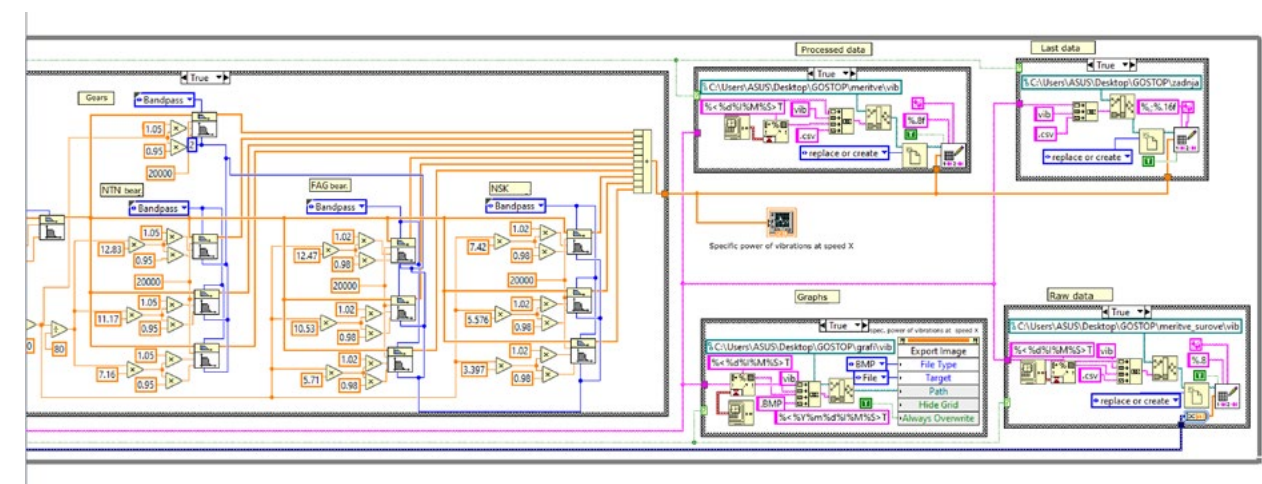 Processed data
Last data
True
True
True
Gears
Bandpass
C:\Users\ASUS\Desktop\GOSTOP\meritve\vib
C:\Users\ASUS\Desktop\GOSTOP\zadnja
%<%d%I%M%S>T
vib
%.8f
.csv
replace or create
vib
.csv
%.;%.16f
replace or create
1.05
2
0.95
20000
NTN bear.
FAG bear.
NSK
Bandpass
Bandpass
Bandpass
1.05
12.83
0.95
20000
1.05
11.17
0.95
1.05
7.16
0.95
80
1.02
12.47
0.98
20000
1.02
10.53
0.98
1.02
5.71
0.98
1.02
7.42
0.98
20000
1.02
5.576
0.98
1.02
3.397
0.98
Specific power of vibrations at speed X
Graphs
True
spec. power of vibrations at speed X
C:\Users\ASUS\Desktop\GOSTOP\grafi\vib
%<%d%I%M%S>T
vib
.BMP
%<%Y%m%d%I%M%S>T
BMP
File
Export Image
File Type
Target
Path
Hide Grid
Always Overwrite
Raw data
True
C:\Users\ASUS\Desktop\GOSTOP\meritve_surove\vib
%<%d%I%M%S>T
vib
.csv
%.8
replace or create